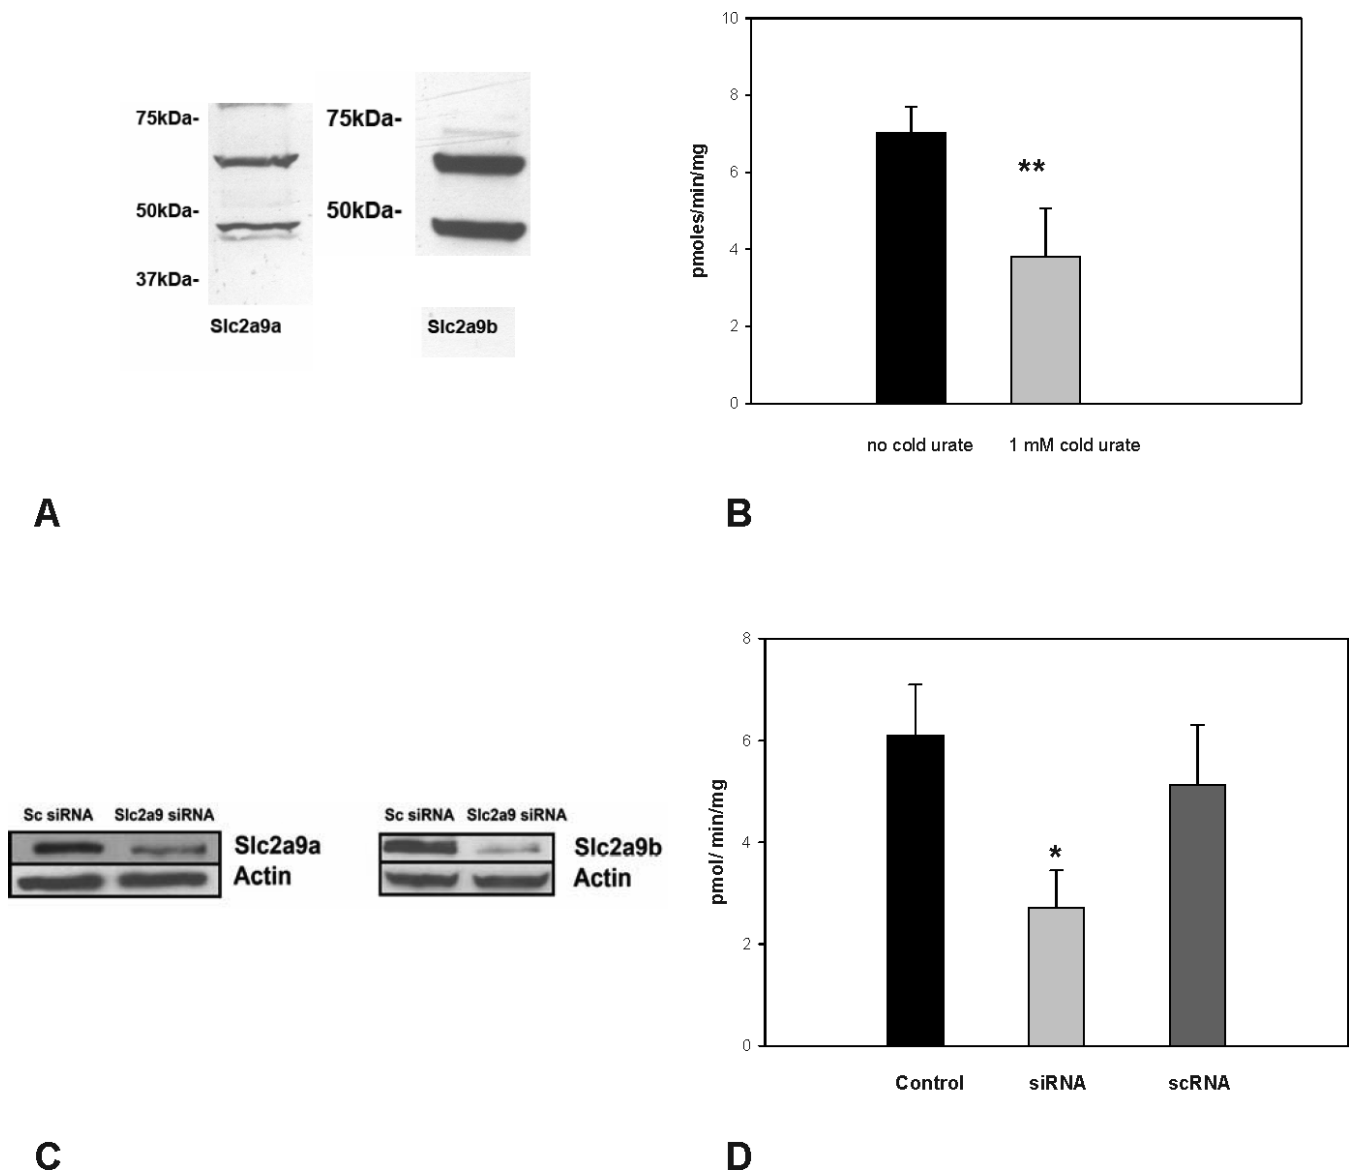 75kDa-
50kDa-
37kDa-
Slc2a9a
75kDa-
50kDa-
Slc2a9b
A
10
8
6
4
2
0
pmoles/min/mg
**
no cold urate 1 mM cold urate
B
Sc siRNA Slc2a9 siRNA
Slc2a9a
Actin
Sc siRNA Slc2a9 siRNA
Slc2a9b
Actin
C
8
6
4
2
0
pmol/ min/mg
*
Control siRNA scRNA
D